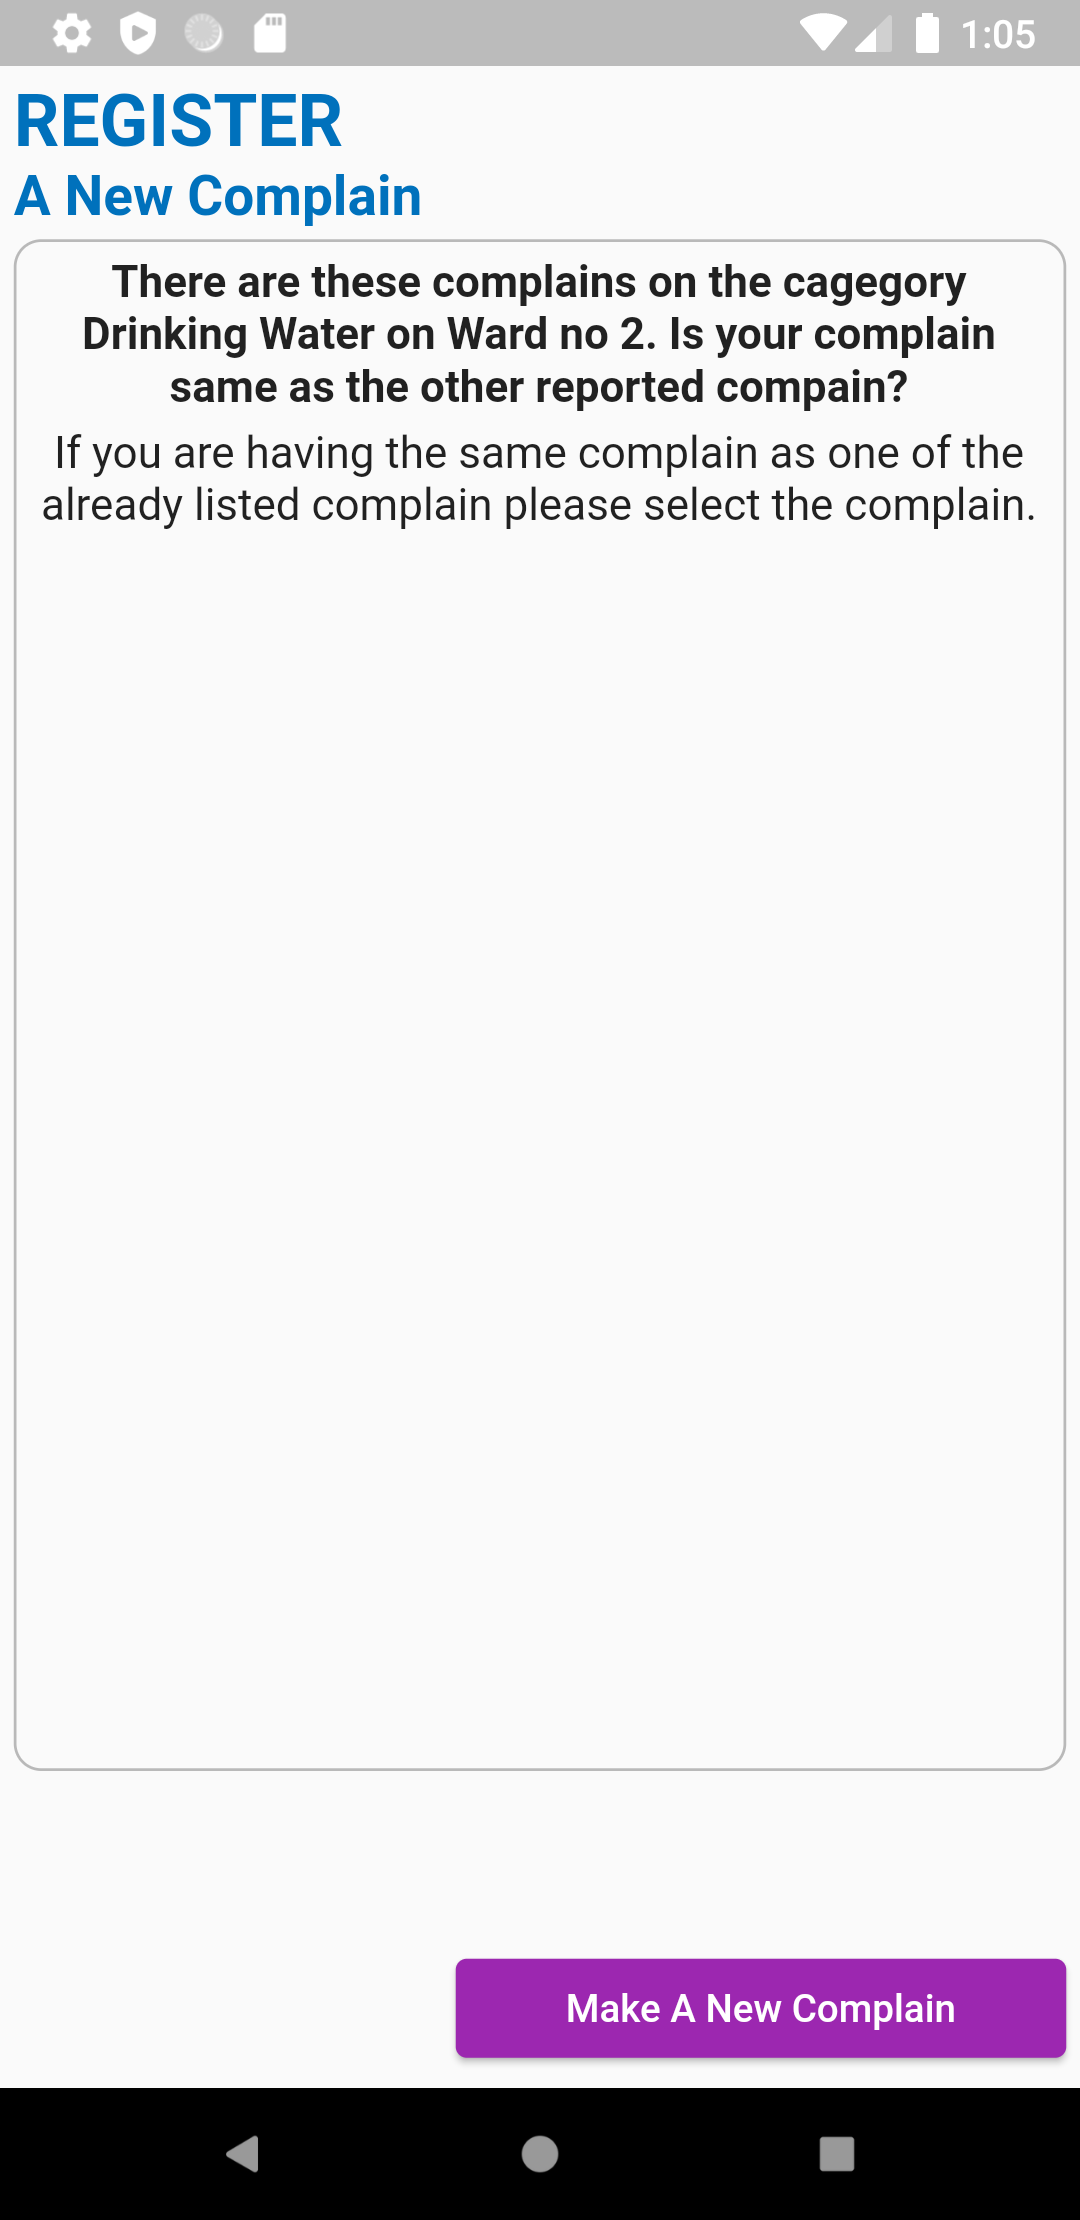 1:05
REGISTER
A New Complain
There are these complains on the cagegory
Drinking Water on Ward no 2. Is your complain
same as the other reported compain?
If you are having the same complain as one of the
already listed complain please select the complain.
Make A New Complain